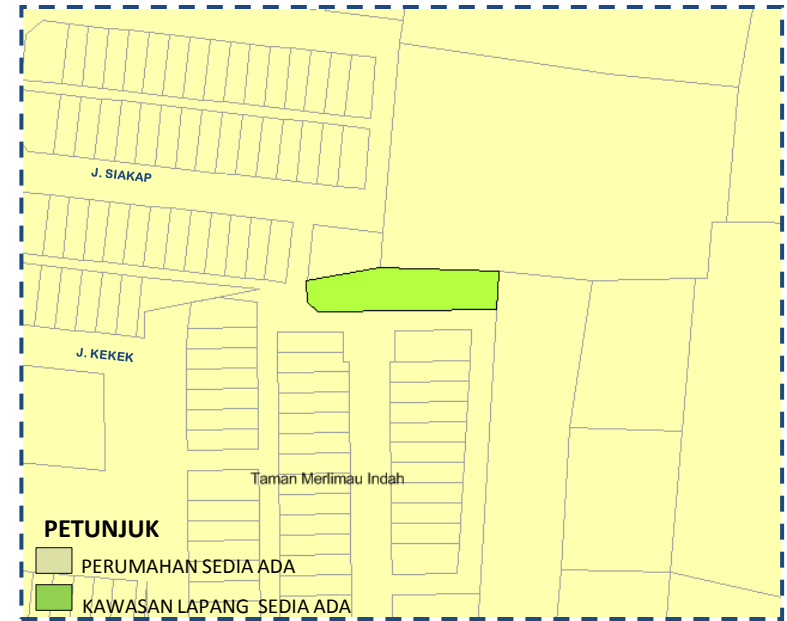 J. SIAKAP
J. KEKEK
Taman Merlimau Indah
PETUNJUK
PERUMAHAN SEDIA ADA
KAWASAN LAPANG SEDIA ADA